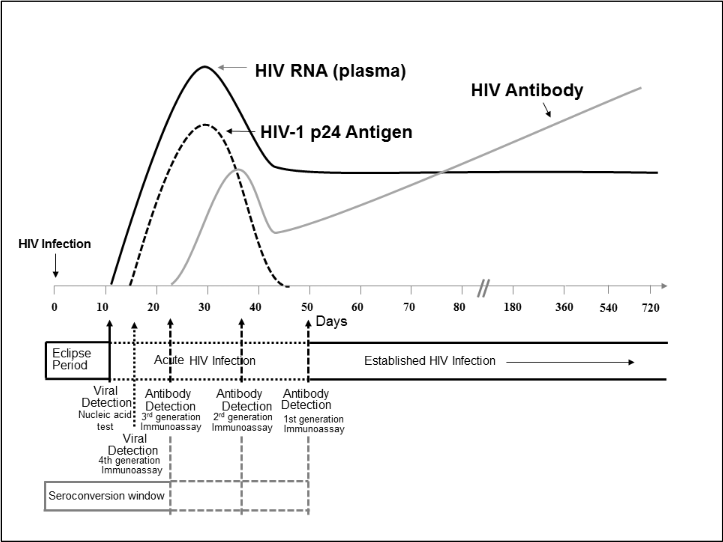 HIV RNA (plasma)
HIV Antibody
HIV-1 p24 Antigen
HIV Infection
0 10 20 30 40 50 60 70 80 180 360 540 720
Days
Eclipse
Period
Acute HIV Infection
Established HIV Infection
Viral
Detection
Nucleic acid
test
Viral
Detection
4th generation
Immunoassay
Antibody
Detection
3rd generation
Immunoassay
Antibody
Detection
2nd generation
Immunoassay
Antibody
Detection
1st generation
Immunoassay
Seroconversion window